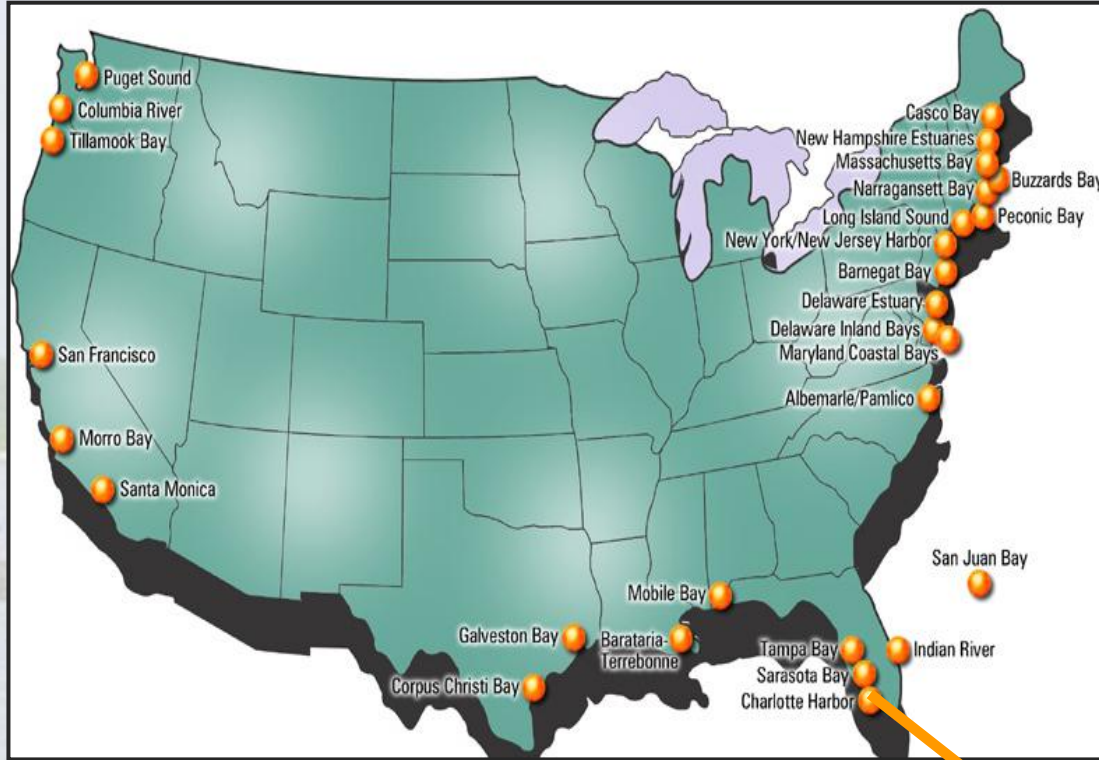 Puget Sound
Columbia River
Tillamook Bay
San Francisco
Morro Bay
Santa Monica
Casco Bay
New Hampshire Estuaries
Massachusetts Bay
Buzzards Bay
Narragansett Bay
Long Island Sound
Peconic Bay
New York/New Jersey Harbor
Barnegat Bay
Delaware Estuary
Delaware Inland Bays
Maryland Coastal Bays
Albemarle/Pamlico
San Juan Bay
Mobile Bay
Galveston Bay
Barataria-
Terrebonne
Corpus Christi Bay
Tampa Bay
Indian River
Sarasota Bay
Charlotte Harbor